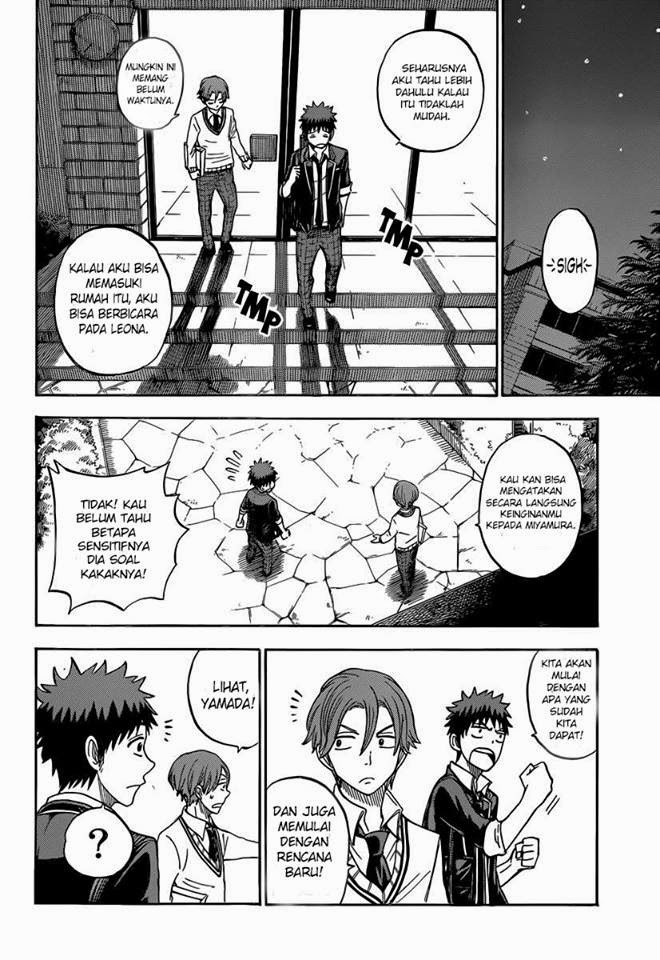 SIGH
SEHARUSNYA
AKU TAHU LEBIH
DAHULU KALAU
ITU TIDAKLAH
MUDAH.
MUNGKIN INI
MEMANG
BELUM
WAKTUNYA.
TMP
TMP
KALAU AKU BISA
MEMASUKI
RUMAH ITU, AKU
BISA BERBICARA
PADA LEONA.
KAU KAN BISA
MENGATAKAN
SECARA LANGSUNG
KEINGINANMU
KEPADA MIYAMURA.
TIDAK! KAU
BELUM TAHU
BETAPA
SENSITIFNYA
DIA SOAL
KAKAKNYA!
KITA AKAN
MULAI
DENGAN
APA YANG
SUDAH
KITA
DAPAT!
DAN JUGA
MEMULAI
DENGAN
RENCANA
BARU!
LIHAT,
YAMADA!
?